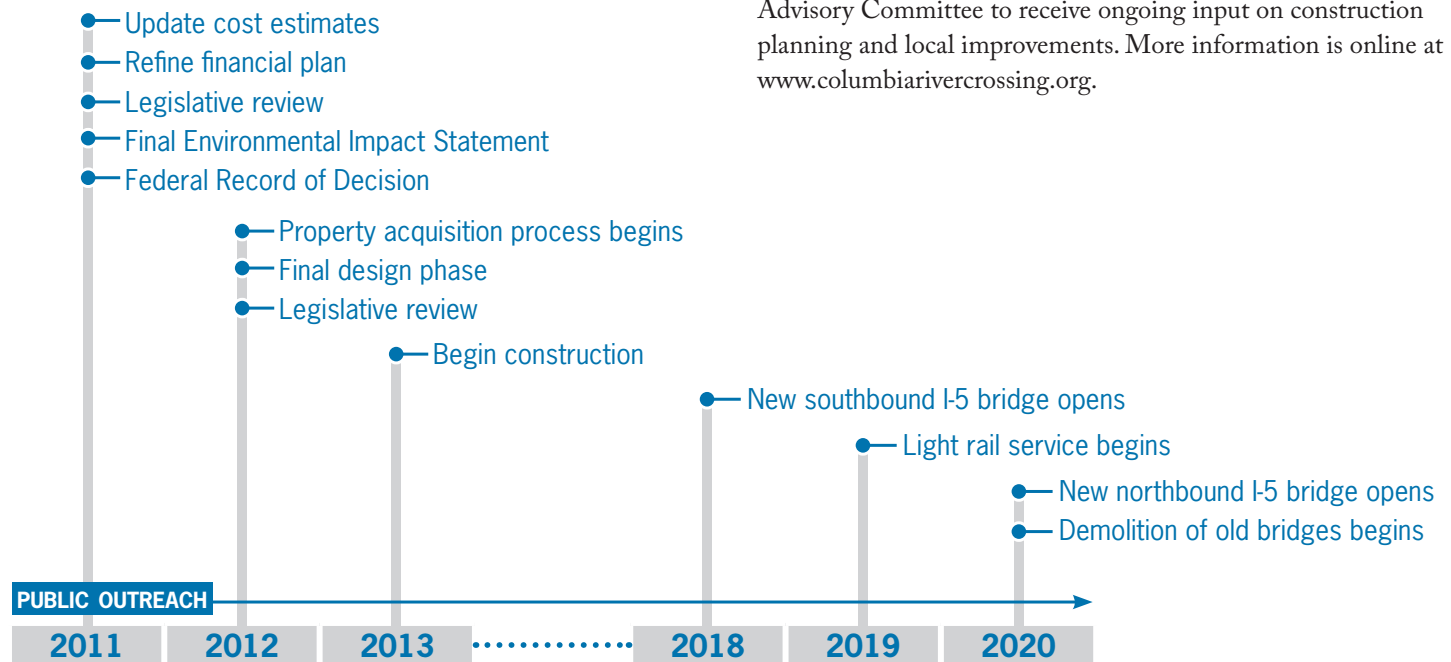 Advisory Committee to receive ongoing input on construction
planning and local improvements. More information is online at
www.columbiarivercrossing.org.
Update cost estimates
Refine financial plan
Legislative review
Final Environmental Impact Statement
Federal Record of Decision
Property acquisition process begins
Final design phase
Legislative review
Begin construction
New southbound I-5 bridge opens
Light rail service begins
New northbound I-5 bridge opens
Demolition of old bridges begins
PUBLIC OUTREACH
2011 2012 2013 2018 2019 2020